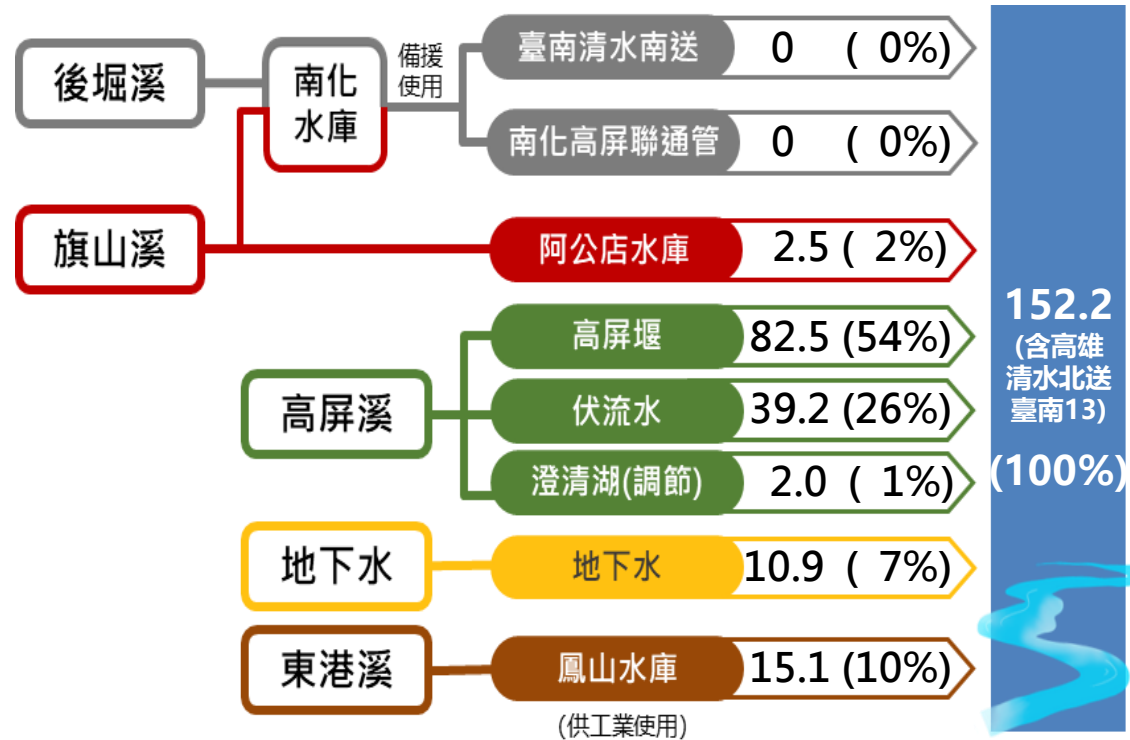 後堀溪
南化
水庫
備援
使用
臺南清水南送 0 ( 0%)
南化高屏聯通管 0 ( 0%)
旗山溪
阿公店水庫 2.5 ( 2%)
高屏溪
高屏堰 82.5 (54%)
伏流水 39.2 (26%)
澄清湖(調節) 2.0 ( 1%)
地下水
地下水 10.9 ( 7%)
東港溪
鳳山水庫 15.1 (10%)
(供工業使用)
152.2
(含高雄
清水北送
臺南13)
(100%)